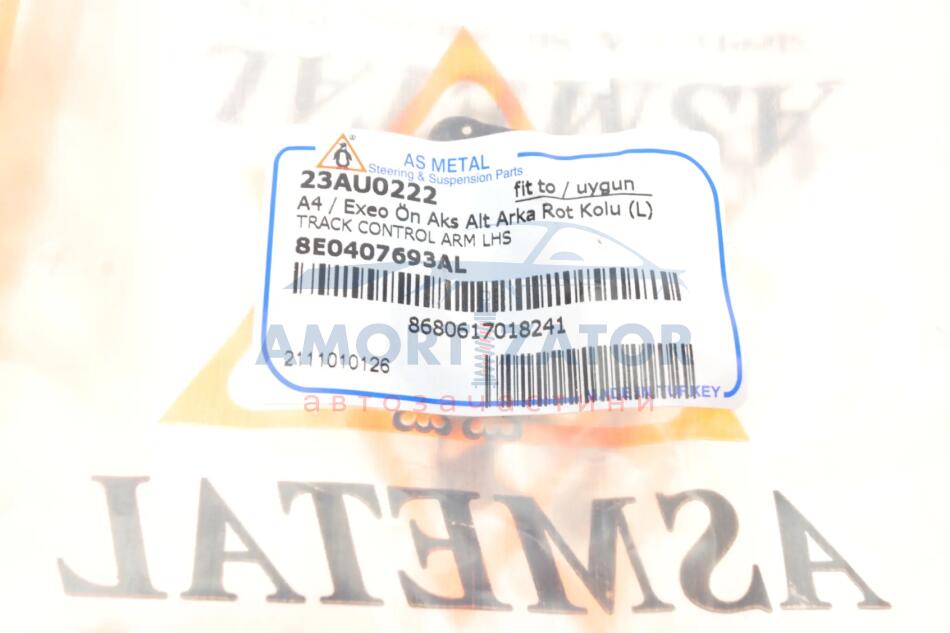 AS METAL
Steering & Suspension Parts
23AU0222
fit to / uygun
A4 / Exeo Ön Aks Alt Arka Rot Kolu (L)
TRACK CONTROL ARM LHS
8E0407693AL
8680617018241
AMORTIZATOR
2111010126
MADE IN TURKEY
автозапчастини
ASMETAL